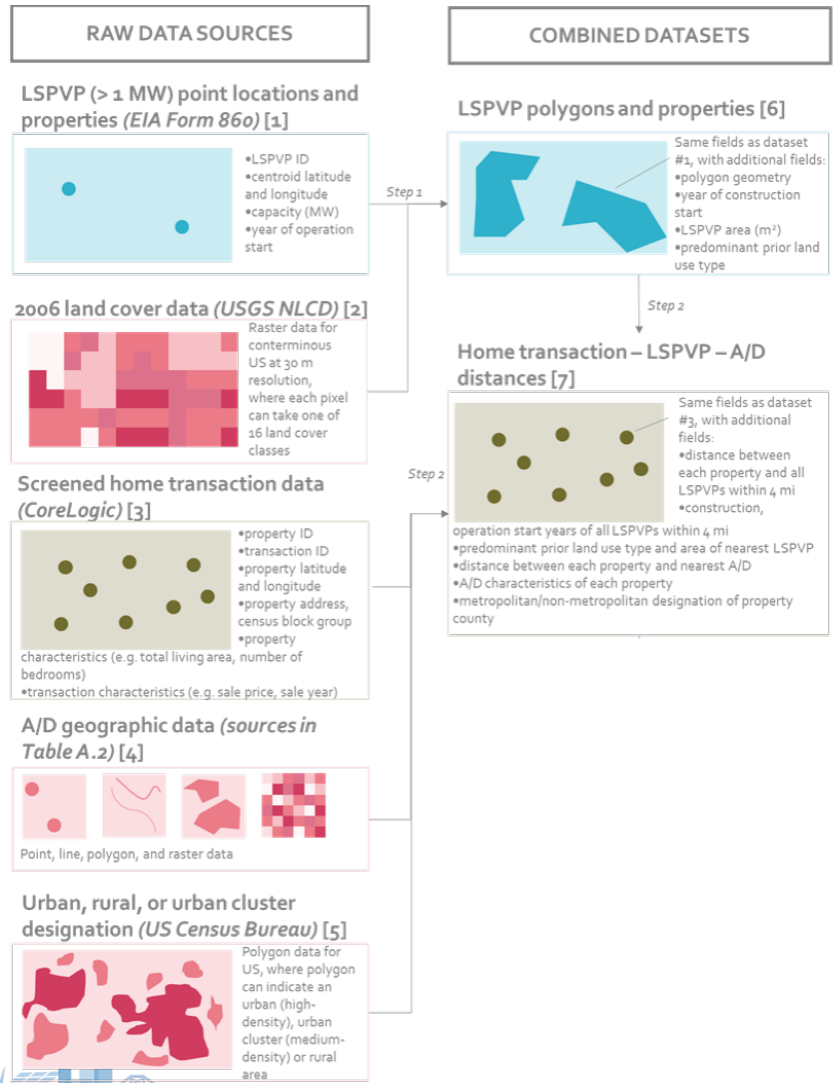 RAW DATA SOURCES
LSPVP (> 1 MW) point locations and
properties (EIA Form 860) [1]
•LSPVP ID
•centroid latitude
and longitude
•capacity (MW)
•year of operation
start
2006 land cover data (USGS NLCD) [2]
Raster data for
conterminous
US at 30 m
resolution,
where each pixel
can take one of
16 land cover
classes
Screened home transaction data
(CoreLogic) [3]
•property ID
•transaction ID
•property latitude
and longitude
•property address,
census block group
•property
characteristics (e.g. total living area, number of
bedrooms)
•transaction characteristics (e.g. sale price, sale year)
A/D geographic data (sources in
Table A.2) [4]
Point, line, polygon, and raster data
Urban, rural, or urban cluster
designation (US Census Bureau) [5]
Polygon data for
US, where polygon
can indicate an
urban (high-
density), urban
cluster (medium-
density) or rural
area
Step 1
Step 2
COMBINED DATASETS
LSPVP polygons and properties [6]
Same fields as dataset
#1, with additional fields:
•polygon geometry
•year of construction
start
•LSPVP area (m²)
•predominant prior land
use type
Step 2
Home transaction – LSPVP – A/D
distances [7]
Same fields as dataset
#3, with additional
fields:
•distance between
each property and all
LSPVPs within 4 mi
•construction,
operation start years of all LSPVPs within 4 mi
•predominant prior land use type and area of nearest LSPVP
•distance between each property and nearest A/D
•A/D characteristics of each property
•metropolitan/non-metropolitan designation of property
county